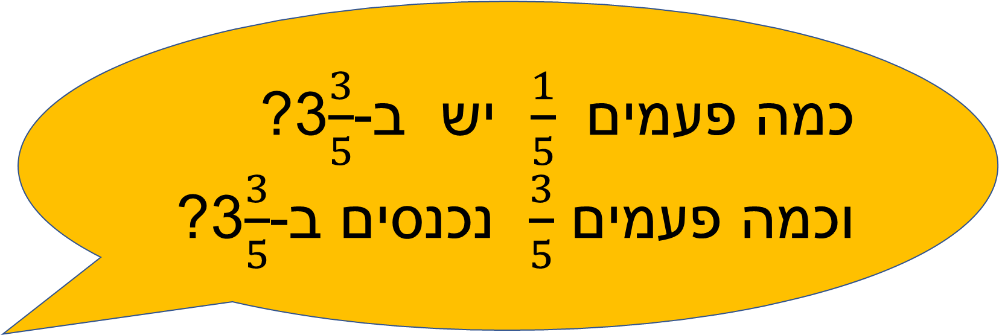 כמה פעמים 1/5 יש ב-3 3/5?
וכמה פעמים 3/5 נכנסים ב-3 3/5?